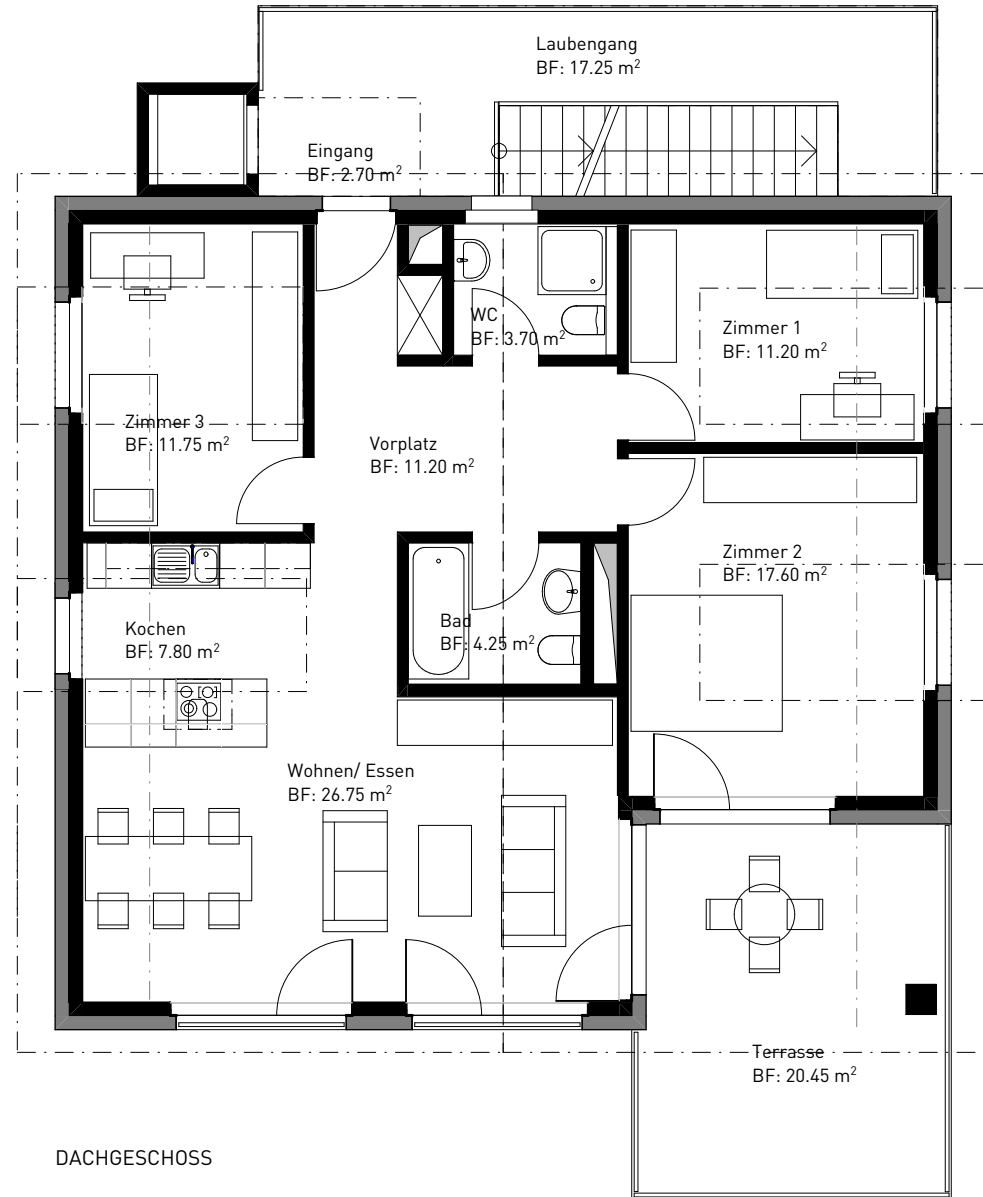 Laubengang
BF: 17.25 m²
Eingang
BF: 2.70 m²
WC
BF: 3.70 m²
Zimmer 1
BF: 11.20 m²
Zimmer 3
BF: 11.75 m²
Vorplatz
BF: 11.20 m²
Zimmer 2
BF: 17.60 m²
Kochen
BF: 7.80 m²
Bad
BF: 4.25 m²
Wohnen/ Essen
BF: 26.75 m²
Terrasse
BF: 20.45 m²
DACHGESCHOSS